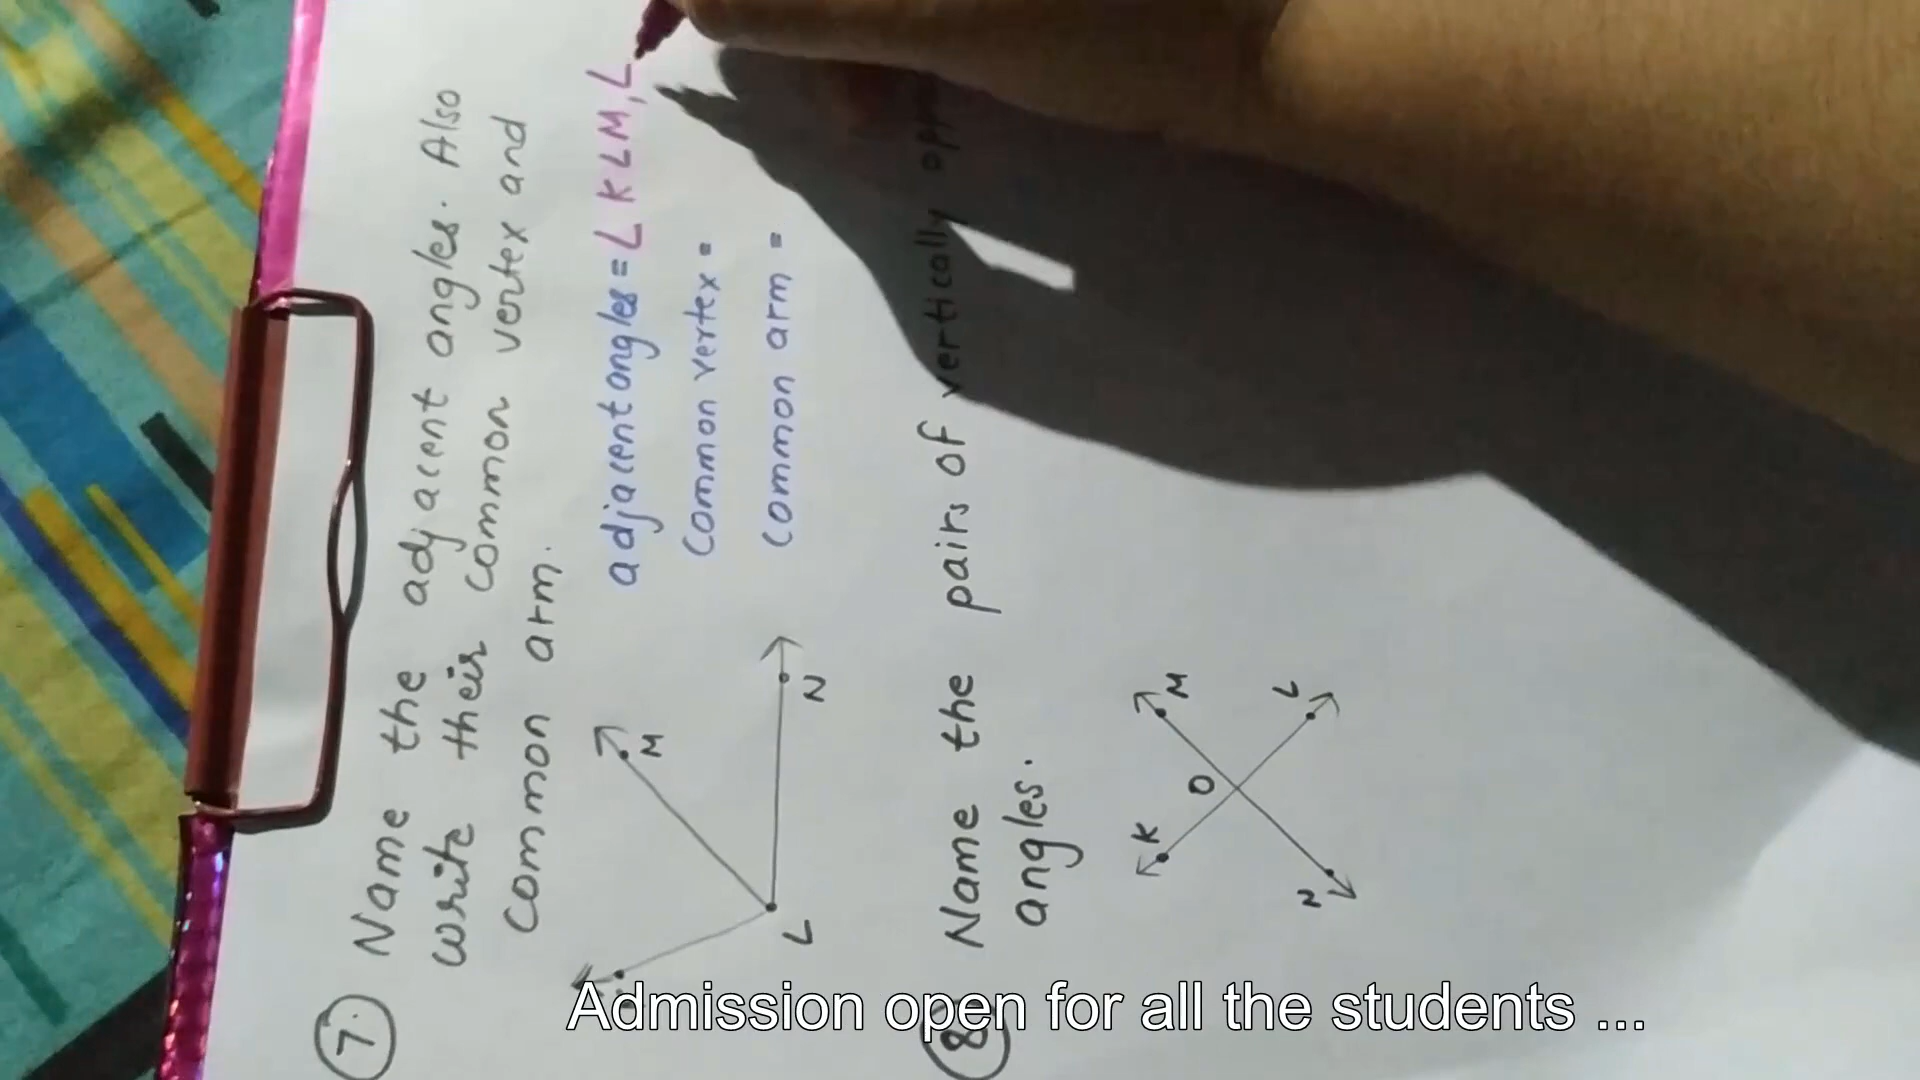 7. Name the adjacent angles. Also
write their common vertex and
common arm.
adjacent angles = ∠KLM, ∠
Common vertex =
common arm =
M
N
L
8 Name the pairs of vertically opp
angles.
K
M
O
N
L
Admission open for all the students ...